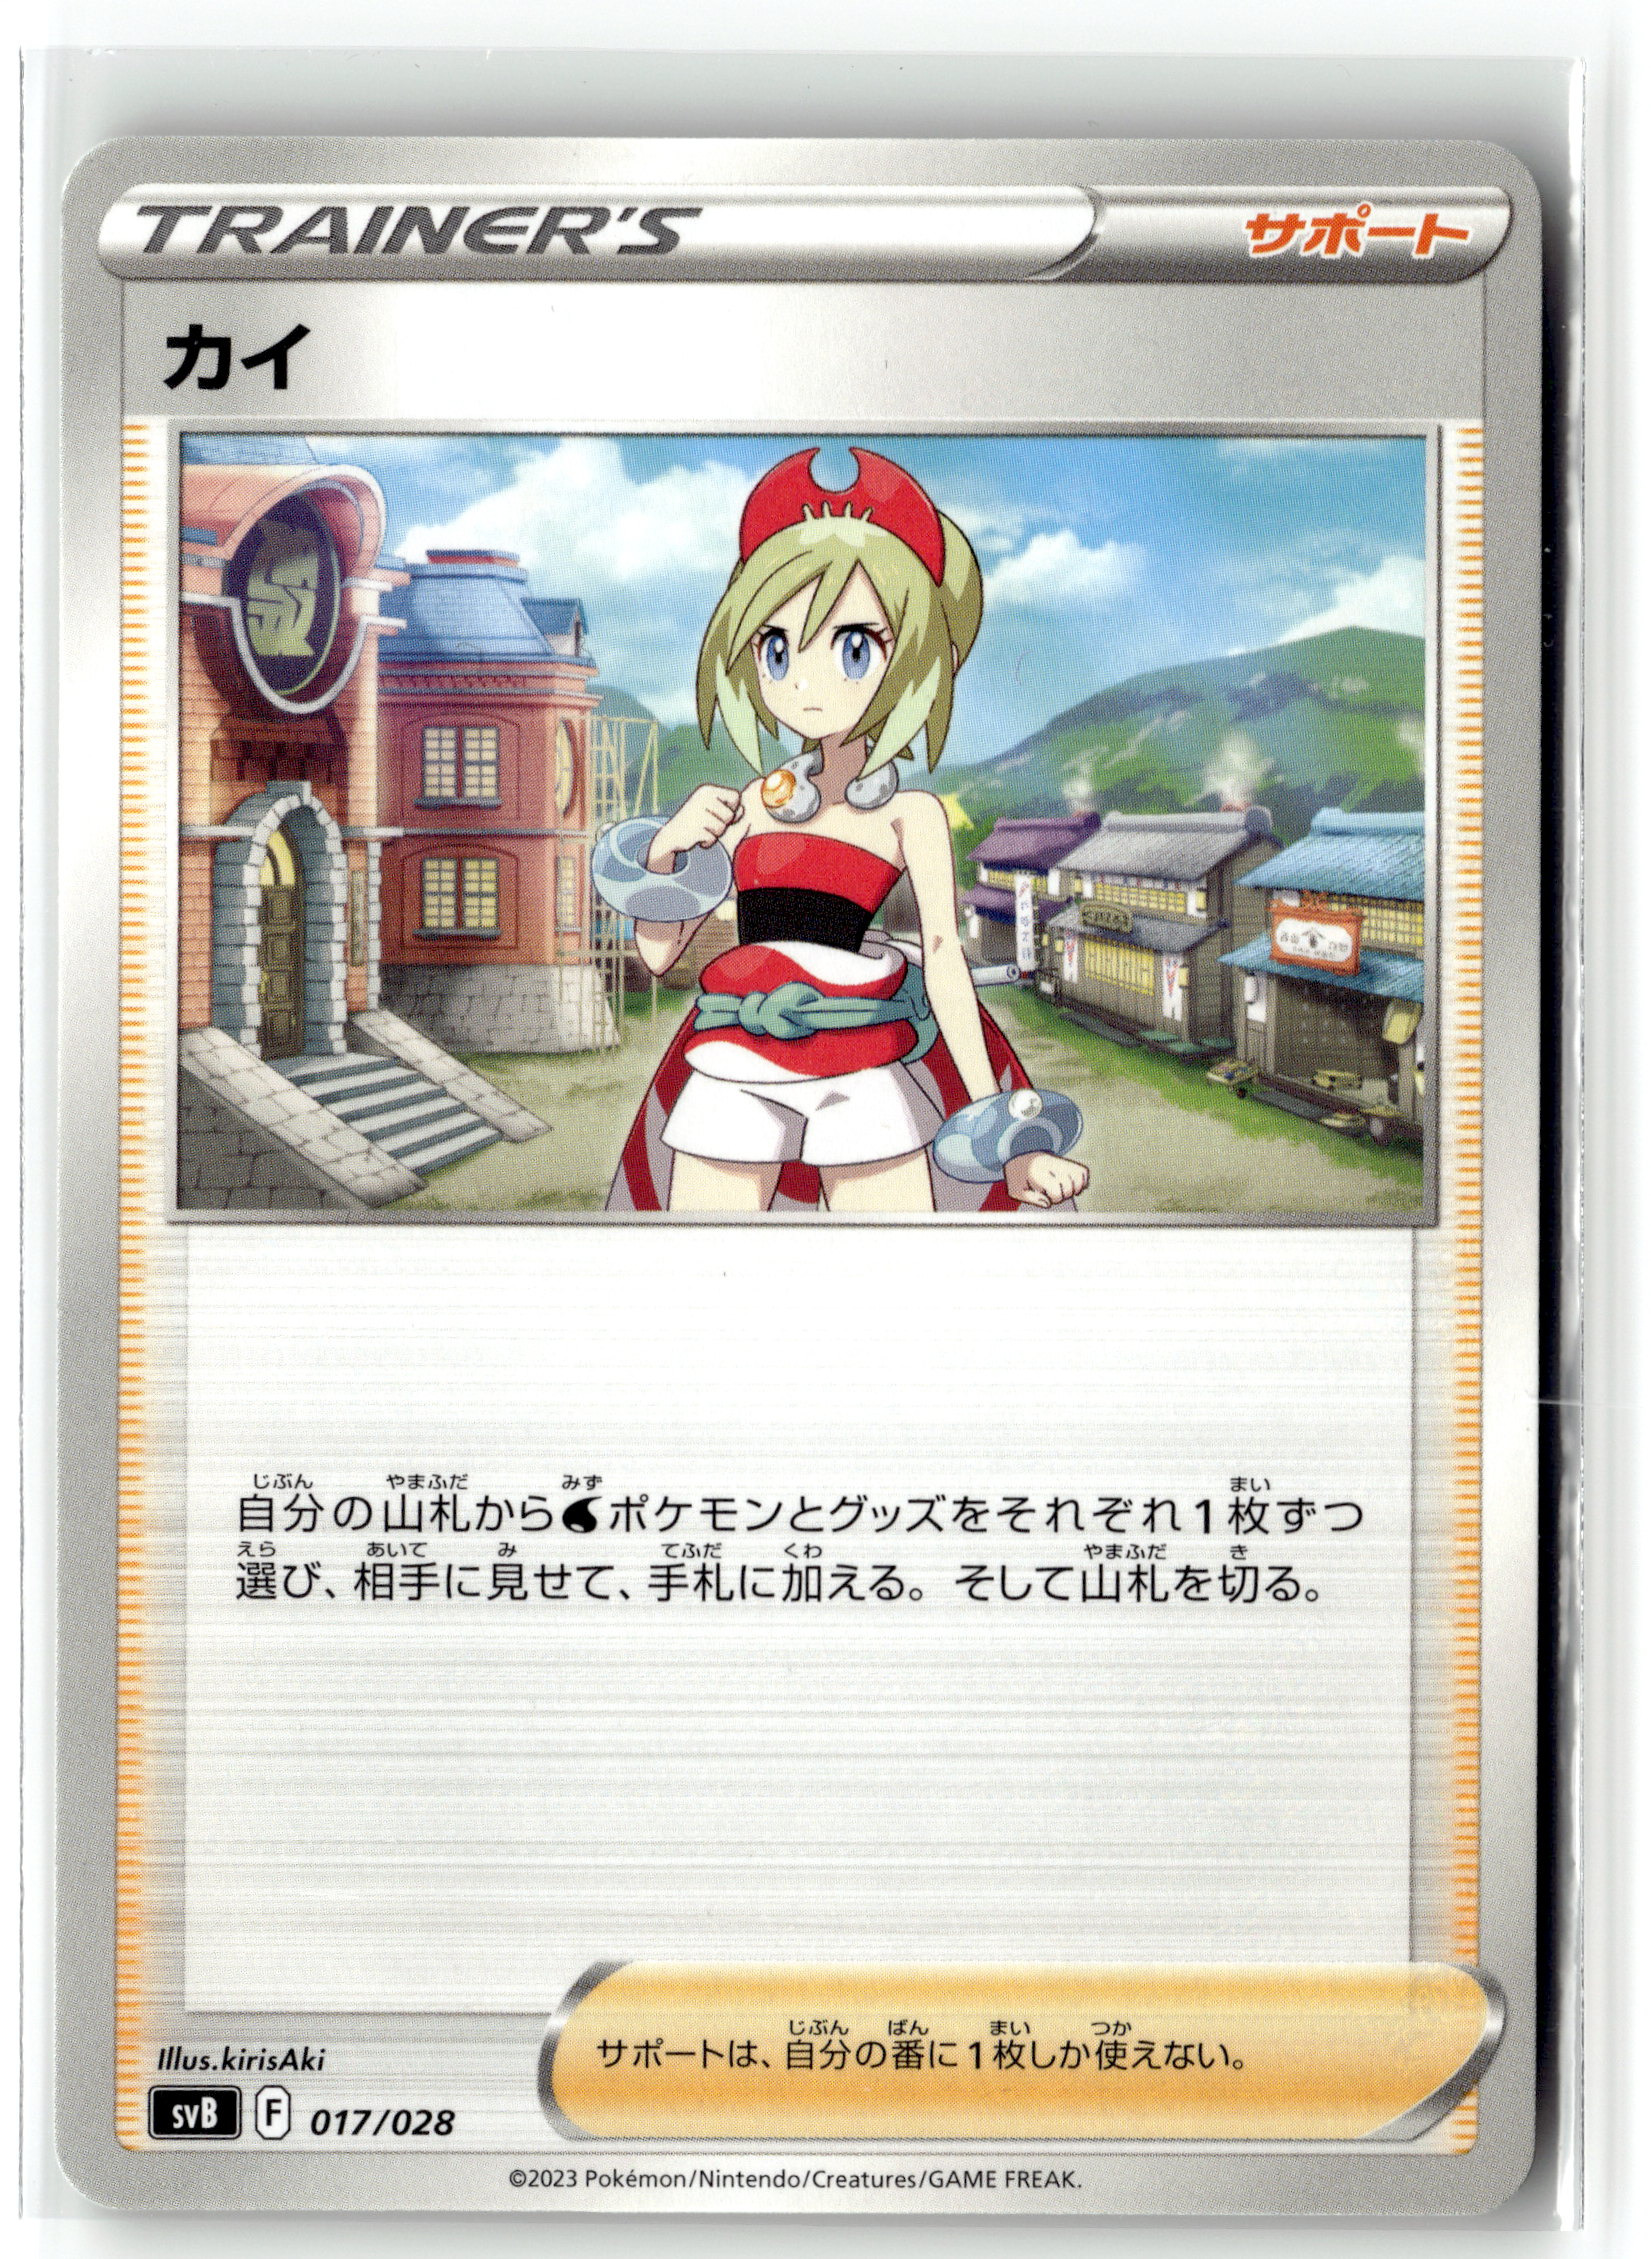 TRAINER'S
サポート
カイ
自分の山札からポケモンとグッズをそれぞれ1枚ずつ
選び、相手に見せて、手札に加える。そして山札を切る。
サポートは、自分の番に1枚しか使えない。
Illus.kirisAki
svB F 017/028
©2023 Pokémon/Nintendo/Creatures/GAME FREAK.